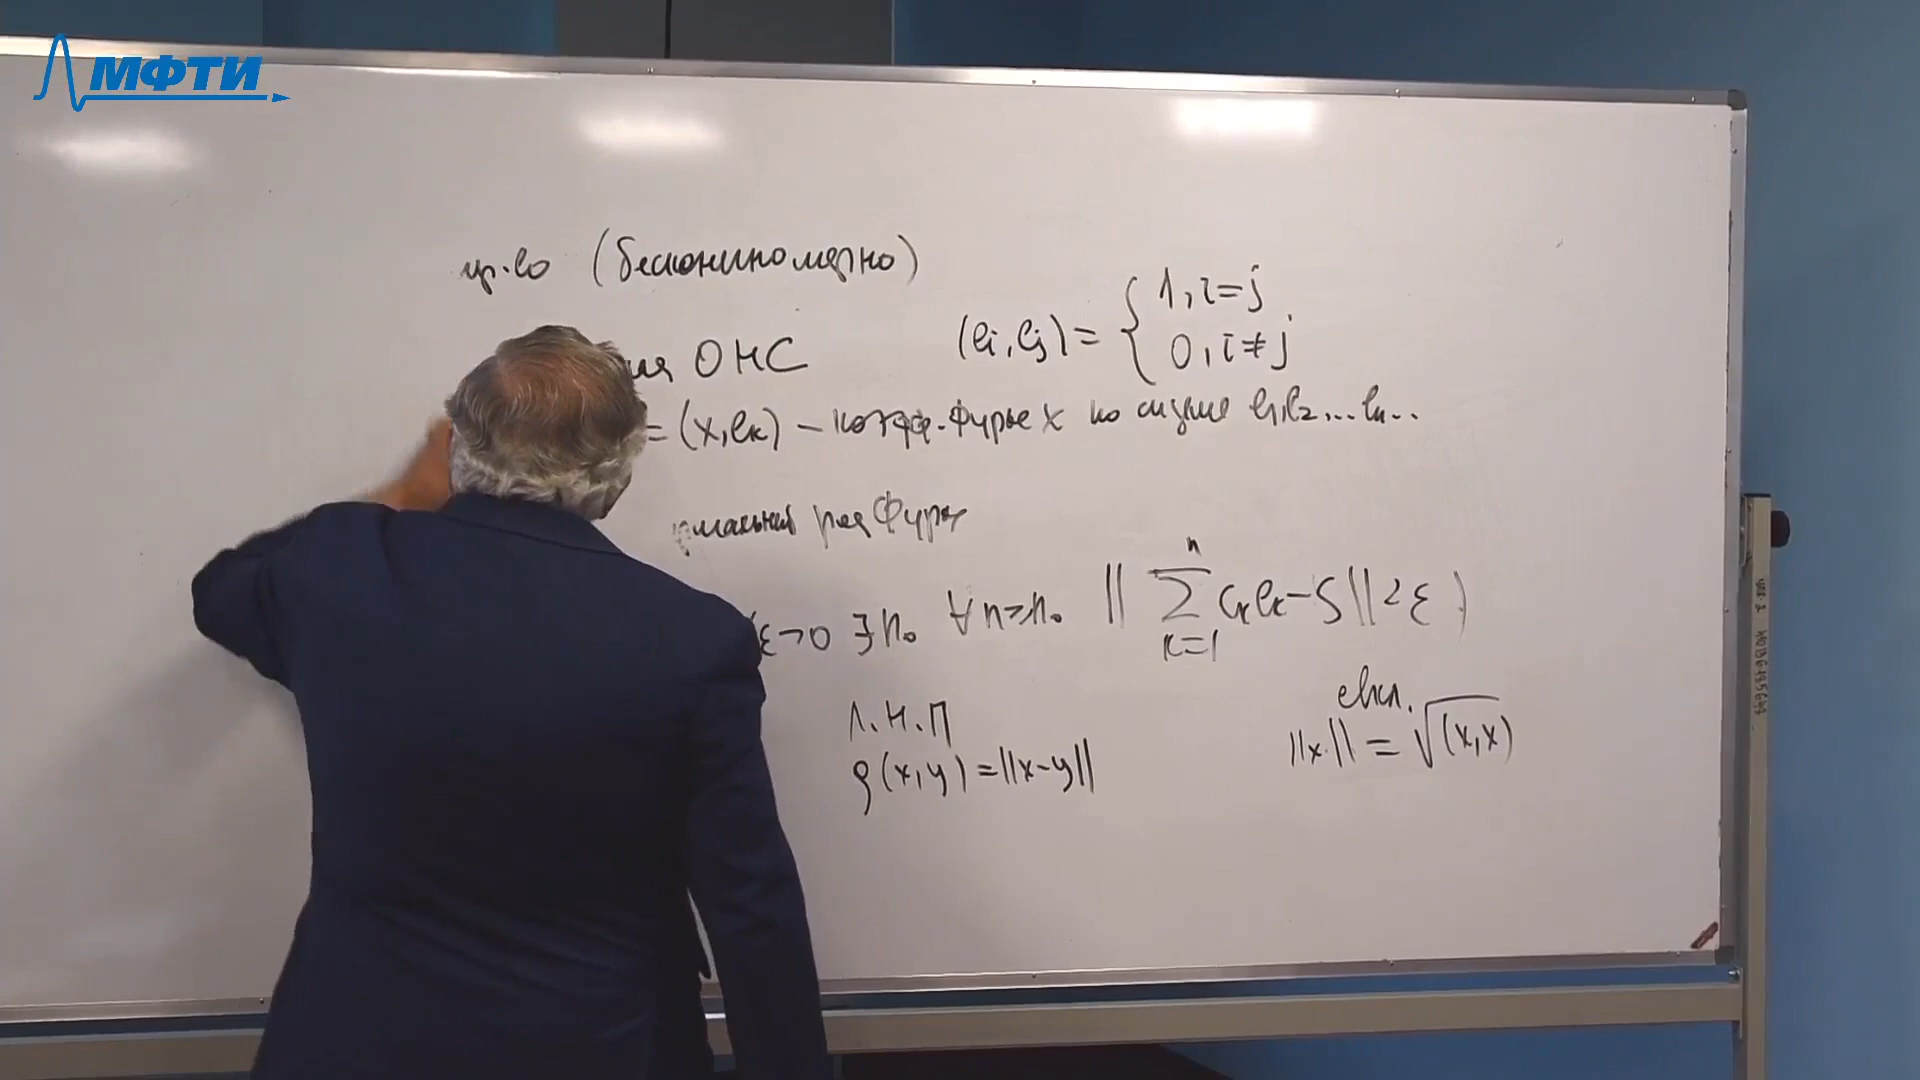 МФТИ
пр-во (бесконечномерно)
ОНС
(ei, ej) = { 1, i=j
0, i≠j
= (x, ek) – коэфф. Фурье x по системе e1, e2, ... en ..
ряд Фурье
ε>0 ∃ n₀ ∀ n≥n₀ || ∑ ck ek – S || < ε )
n
k=1
Л.Н.П
евкл.
ρ(x, y) = ||x-y||
||x|| = √(x,x)